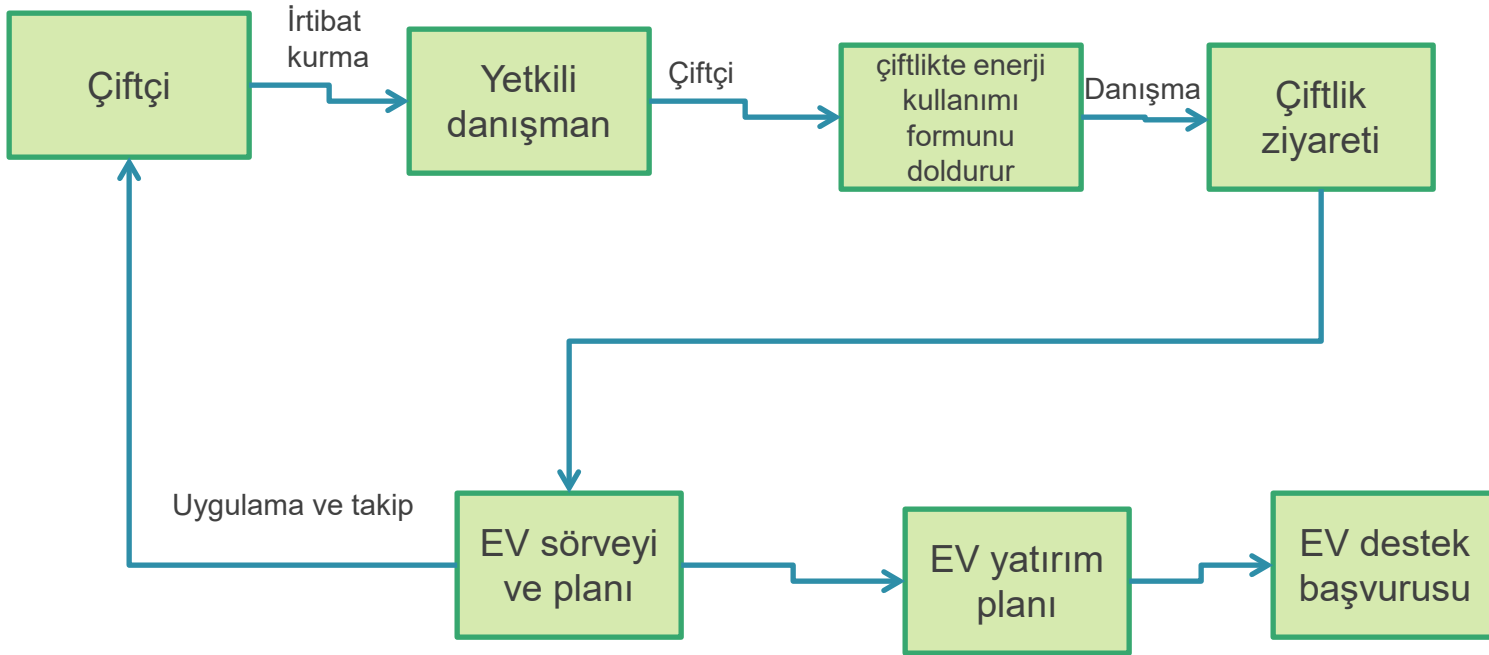 Çiftçi
İrtibat
kurma
Yetkili
danışman
Çiftçi
çiftlikte enerji
kullanımı
formunu
doldurur
Danışma
Çiftlik
ziyareti
Uygulama ve takip
EV sörveyi
ve planı
EV yatırım
planı
EV destek
başvurusu